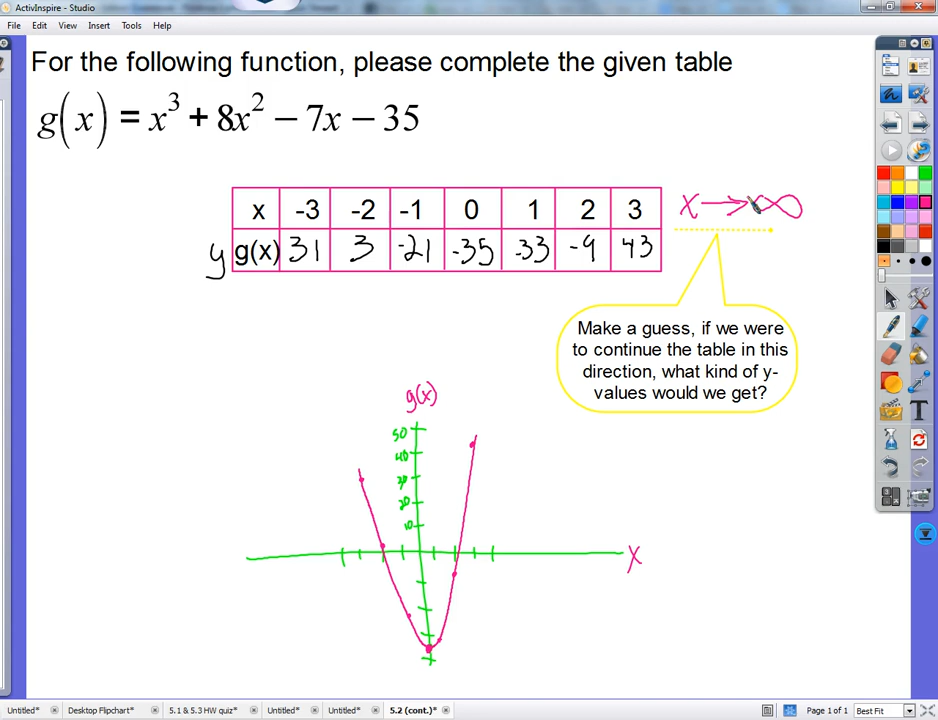 ActivInspire - Studio
File Edit View Insert Tools Help
For the following function, please complete the given table
g(x) = x³ + 8x² − 7x − 35
x -3 -2 -1 0 1 2 3
y g(x) 31 3 -21 -35 -33 -9 43
x → ∞
Make a guess, if we were
to continue the table in this
direction, what kind of y-
values would we get?
g(x)
50
40
30
20
10
x
Untitled* Desktop Flipchart* 5.1 & 5.3 HW quiz* Untitled* Untitled* 5.2 (cont.)* Page 1 of 1 Best Fit